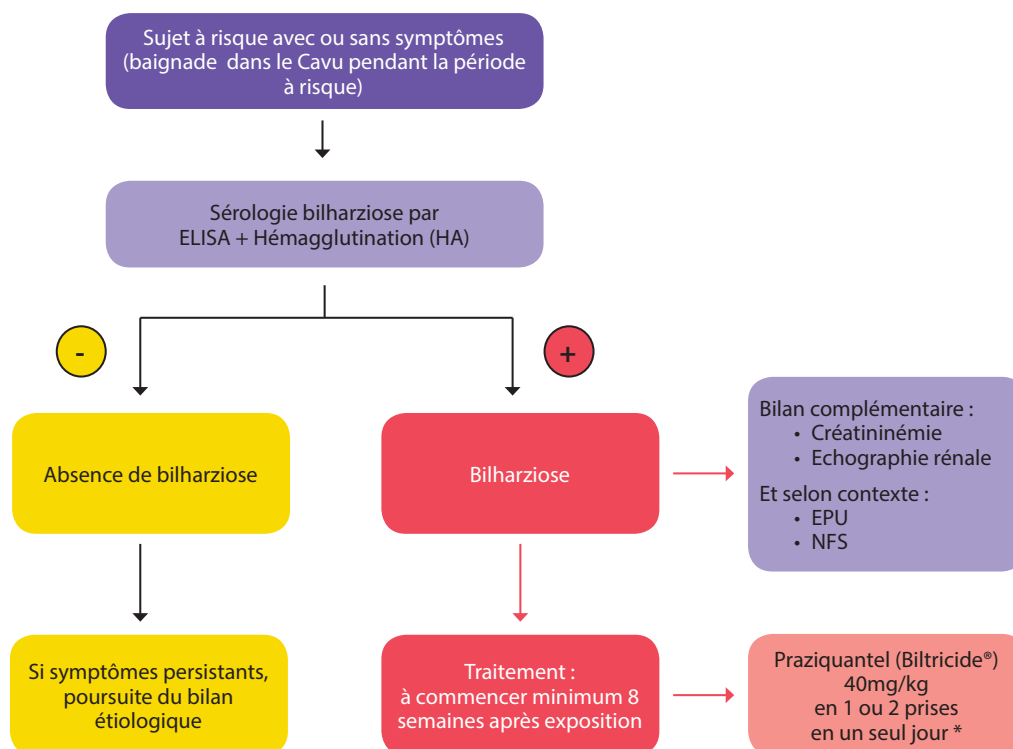 Sujet à risque avec ou sans symptômes
(baignade dans le Cavu pendant la période
à risque)
Sérologie bilharziose par
ELISA + Hémagglutination (HA)
-
+
Absence de bilharziose
Bilharziose
Bilan complémentaire :
• Créatininémie
• Echographie rénale
Et selon contexte :
• EPU
• NFS
Si symptômes persistants,
poursuite du bilan
étiologique
Traitement :
à commencer minimum 8
semaines après exposition
Praziquantel (Biltricide®)
40mg/kg
en 1 ou 2 prises
en un seul jour *